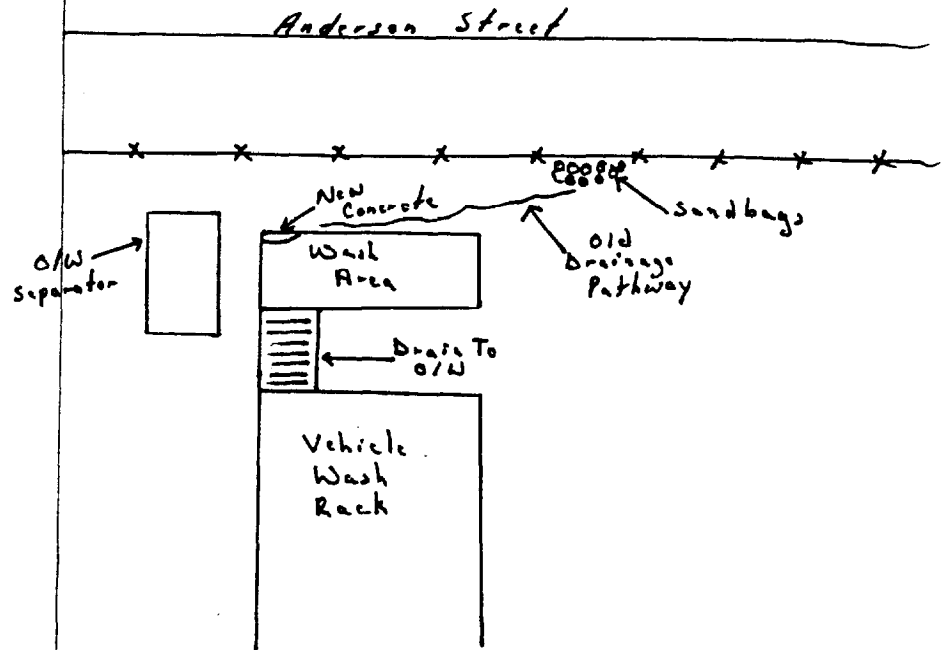 Anderson Street
New
Concrete
Sandbags
Old
Drainage
Pathway
O/W
Separator
Wash
Area
Drain To
O/W
Vehicle
Wash
Rack